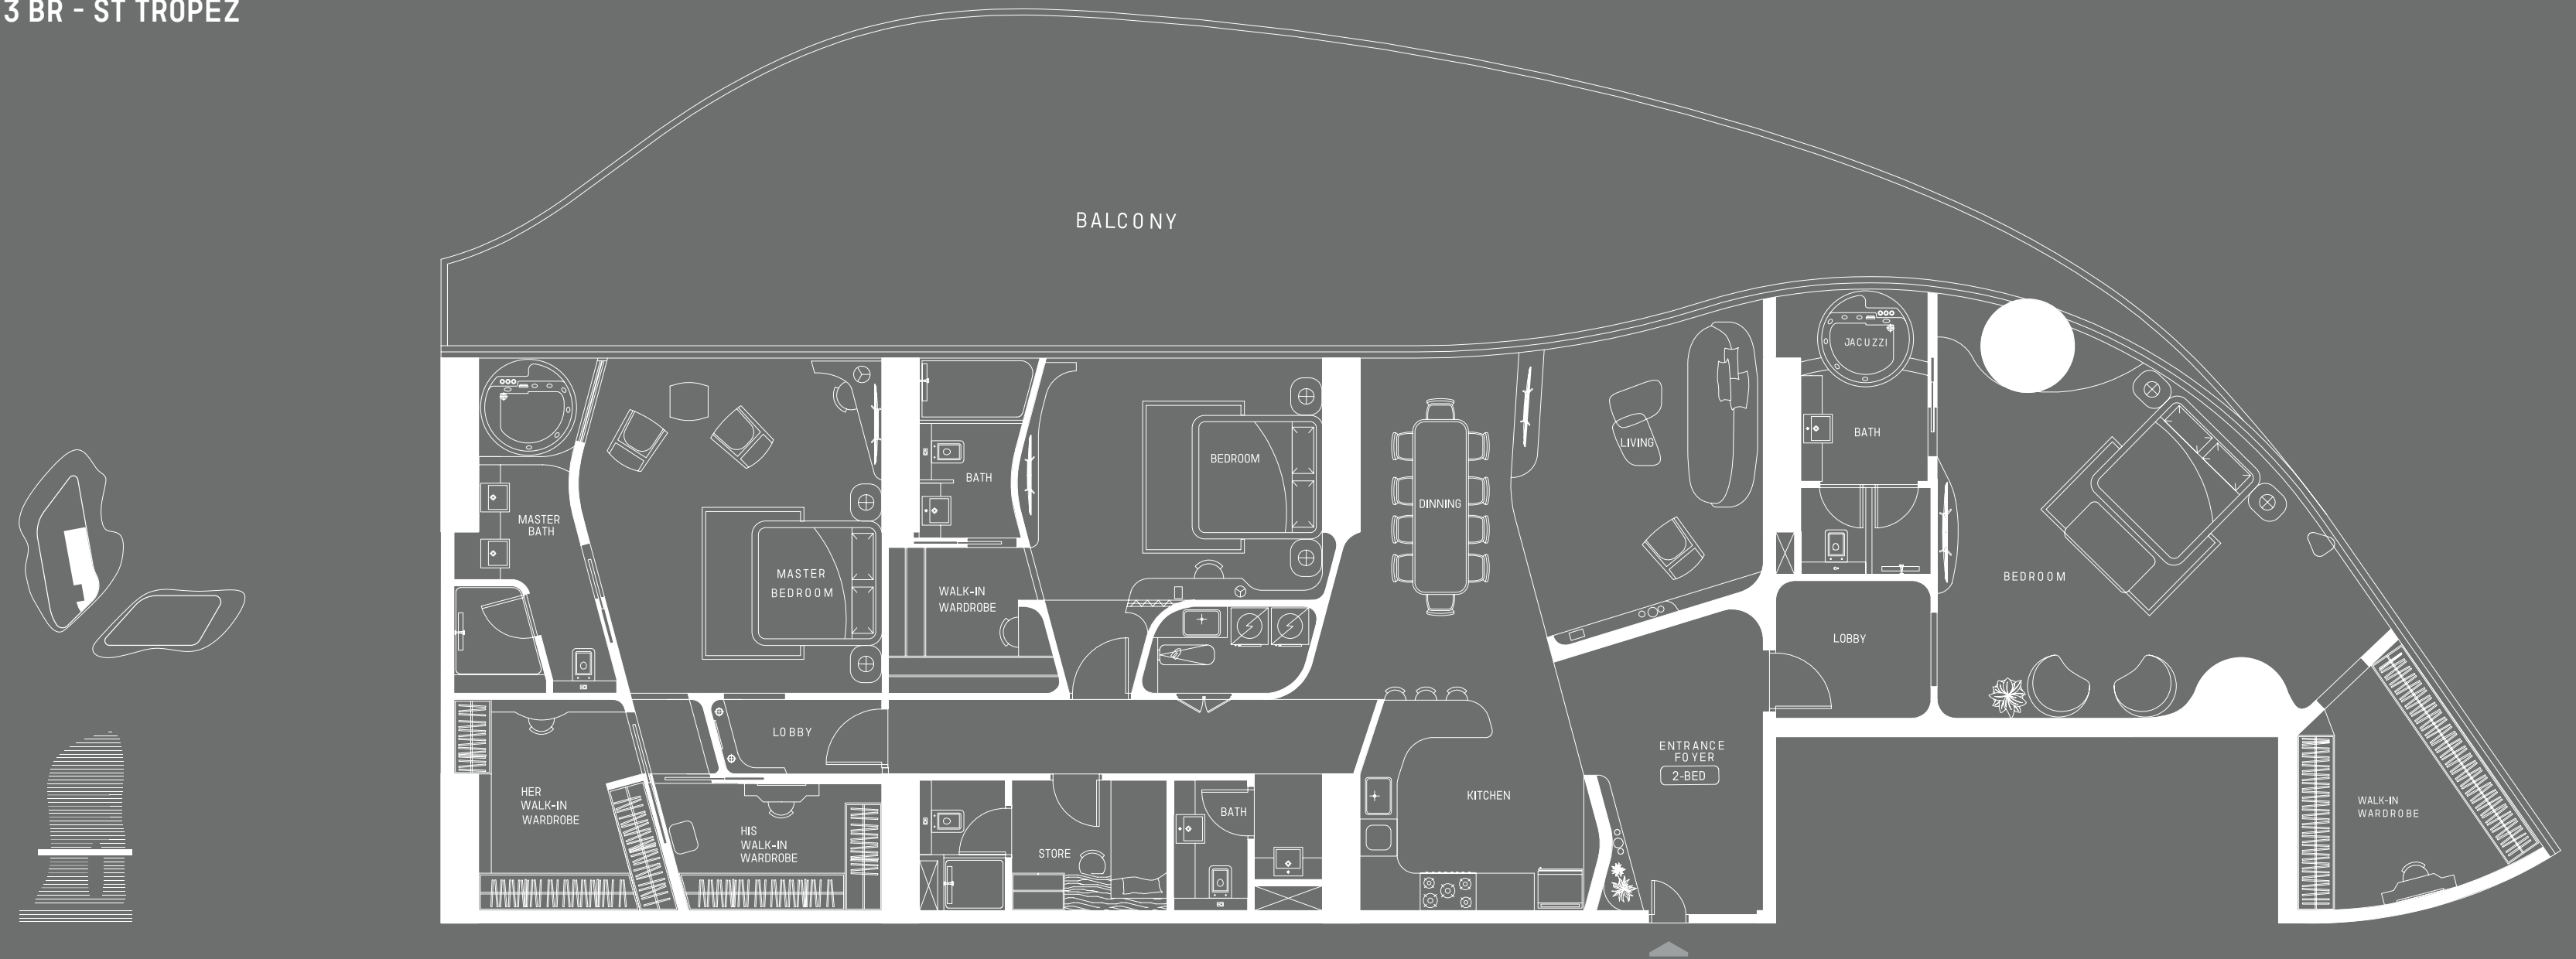 3 BR - ST TROPEZ
BALCONY
JACUZZI
BATH
LIVING
BEDROOM
DINNING
BATH
MASTER
BATH
MASTER
BEDROOM
WALK-IN
WARDROBE
BEDROOM
LOBBY
LOBBY
ENTRANCE
FOYER
2-BED
HER
WALK-IN
WARDROBE
HIS
WALK-IN
WARDROBE
STORE
BATH
KITCHEN
WALK-IN
WARDROBE